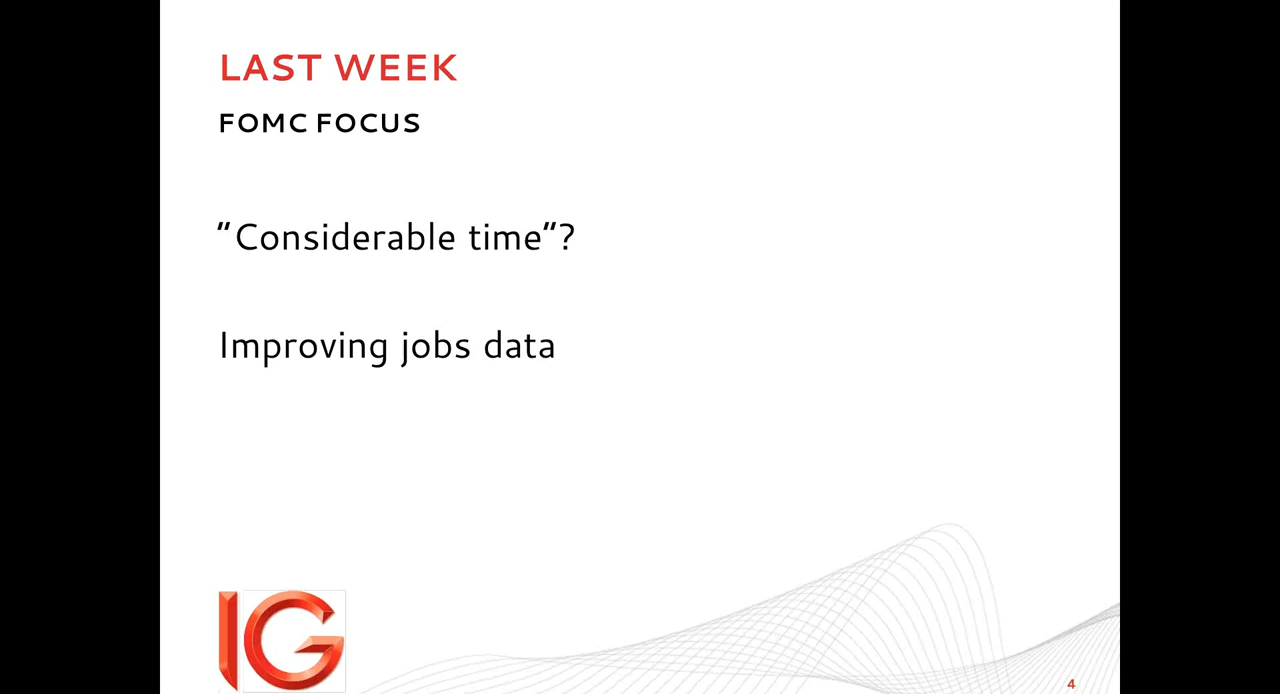 LAST WEEK
FOMC FOCUS
"Considerable time"?
Improving jobs data
IG
4